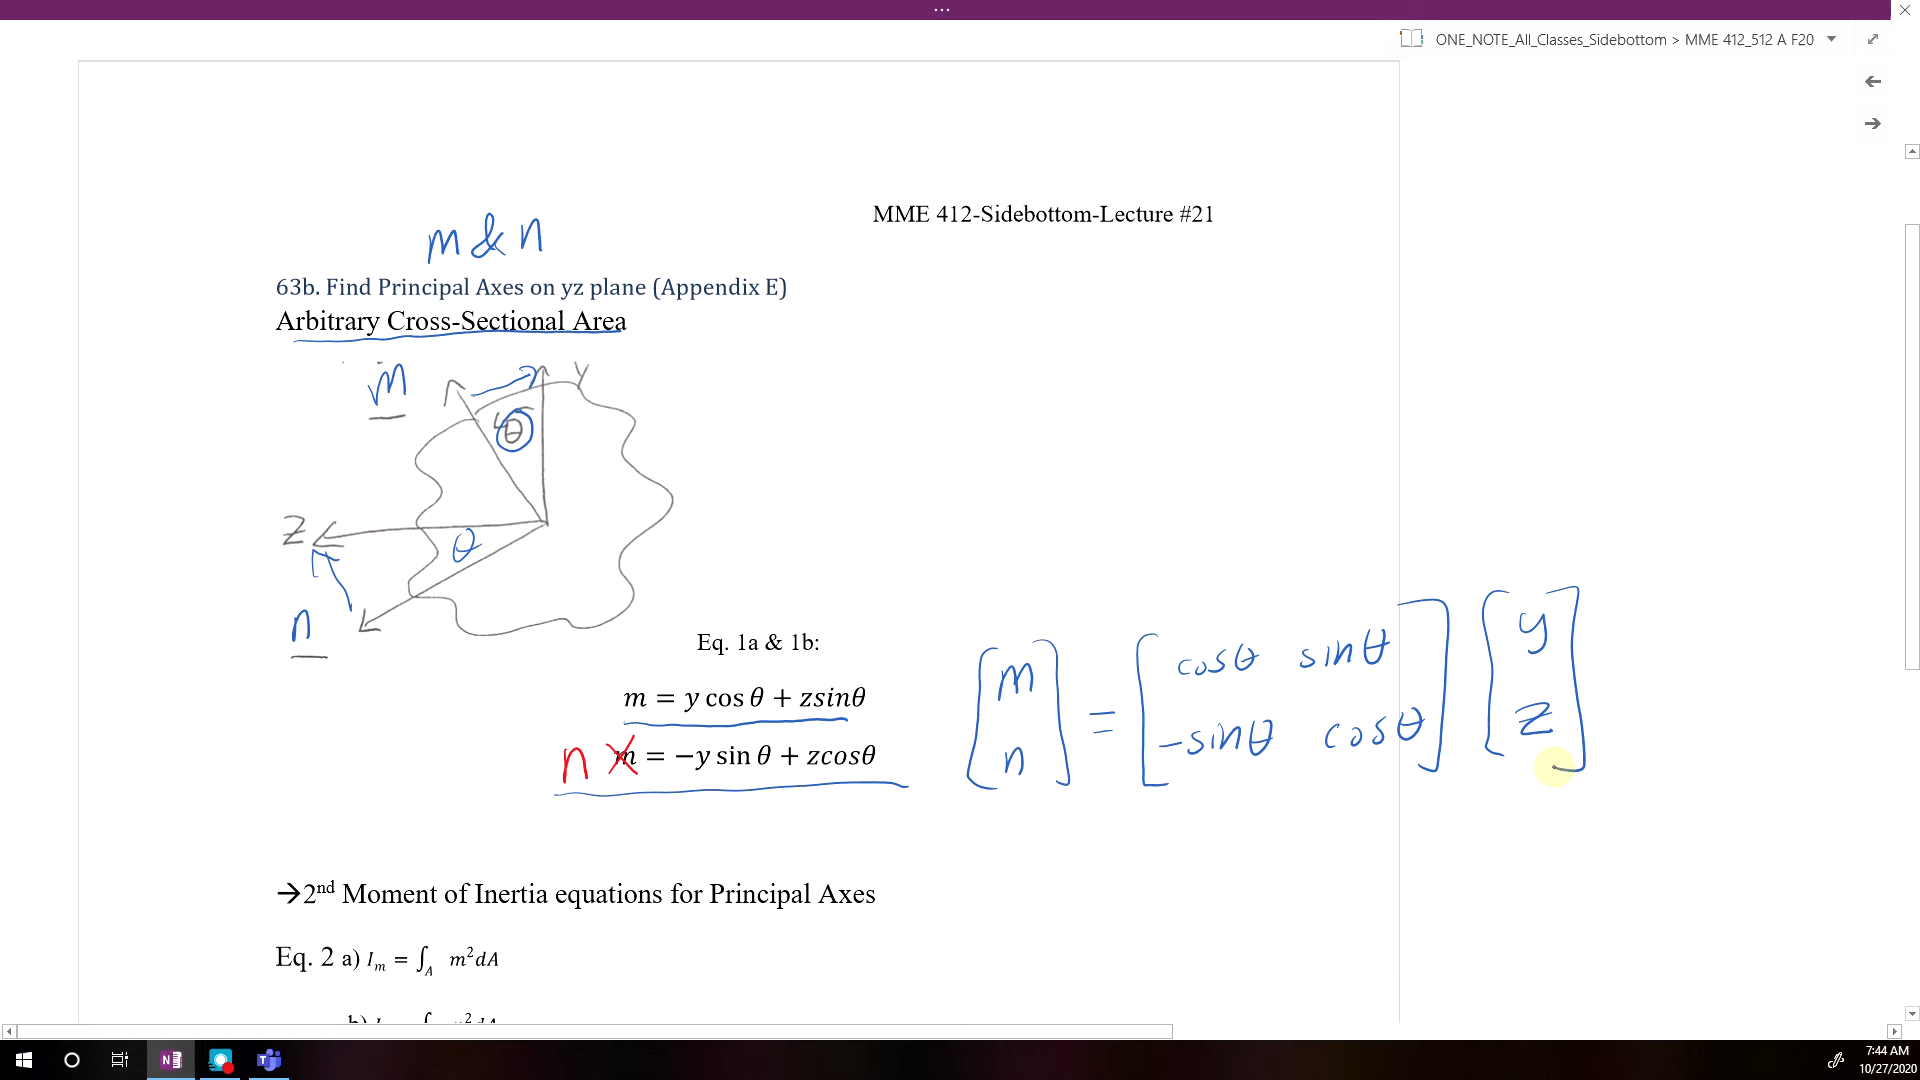 ONE_NOTE_All_Classes_Sidebottom > MME 412_512 A F20
MME 412-Sidebottom-Lecture #21
m & n
63b. Find Principal Axes on yz plane (Appendix E)
Arbitrary Cross-Sectional Area
m
y
θ
z
θ
n
Eq. 1a & 1b:
m = y cos θ + zsinθ
n m = −y sin θ + zcosθ
[m n] = [cosθ sinθ -sinθ cosθ] [y z]
→2nd Moment of Inertia equations for Principal Axes
Eq. 2 a) Im = ∫A m²dA
7:44 AM
10/27/2020